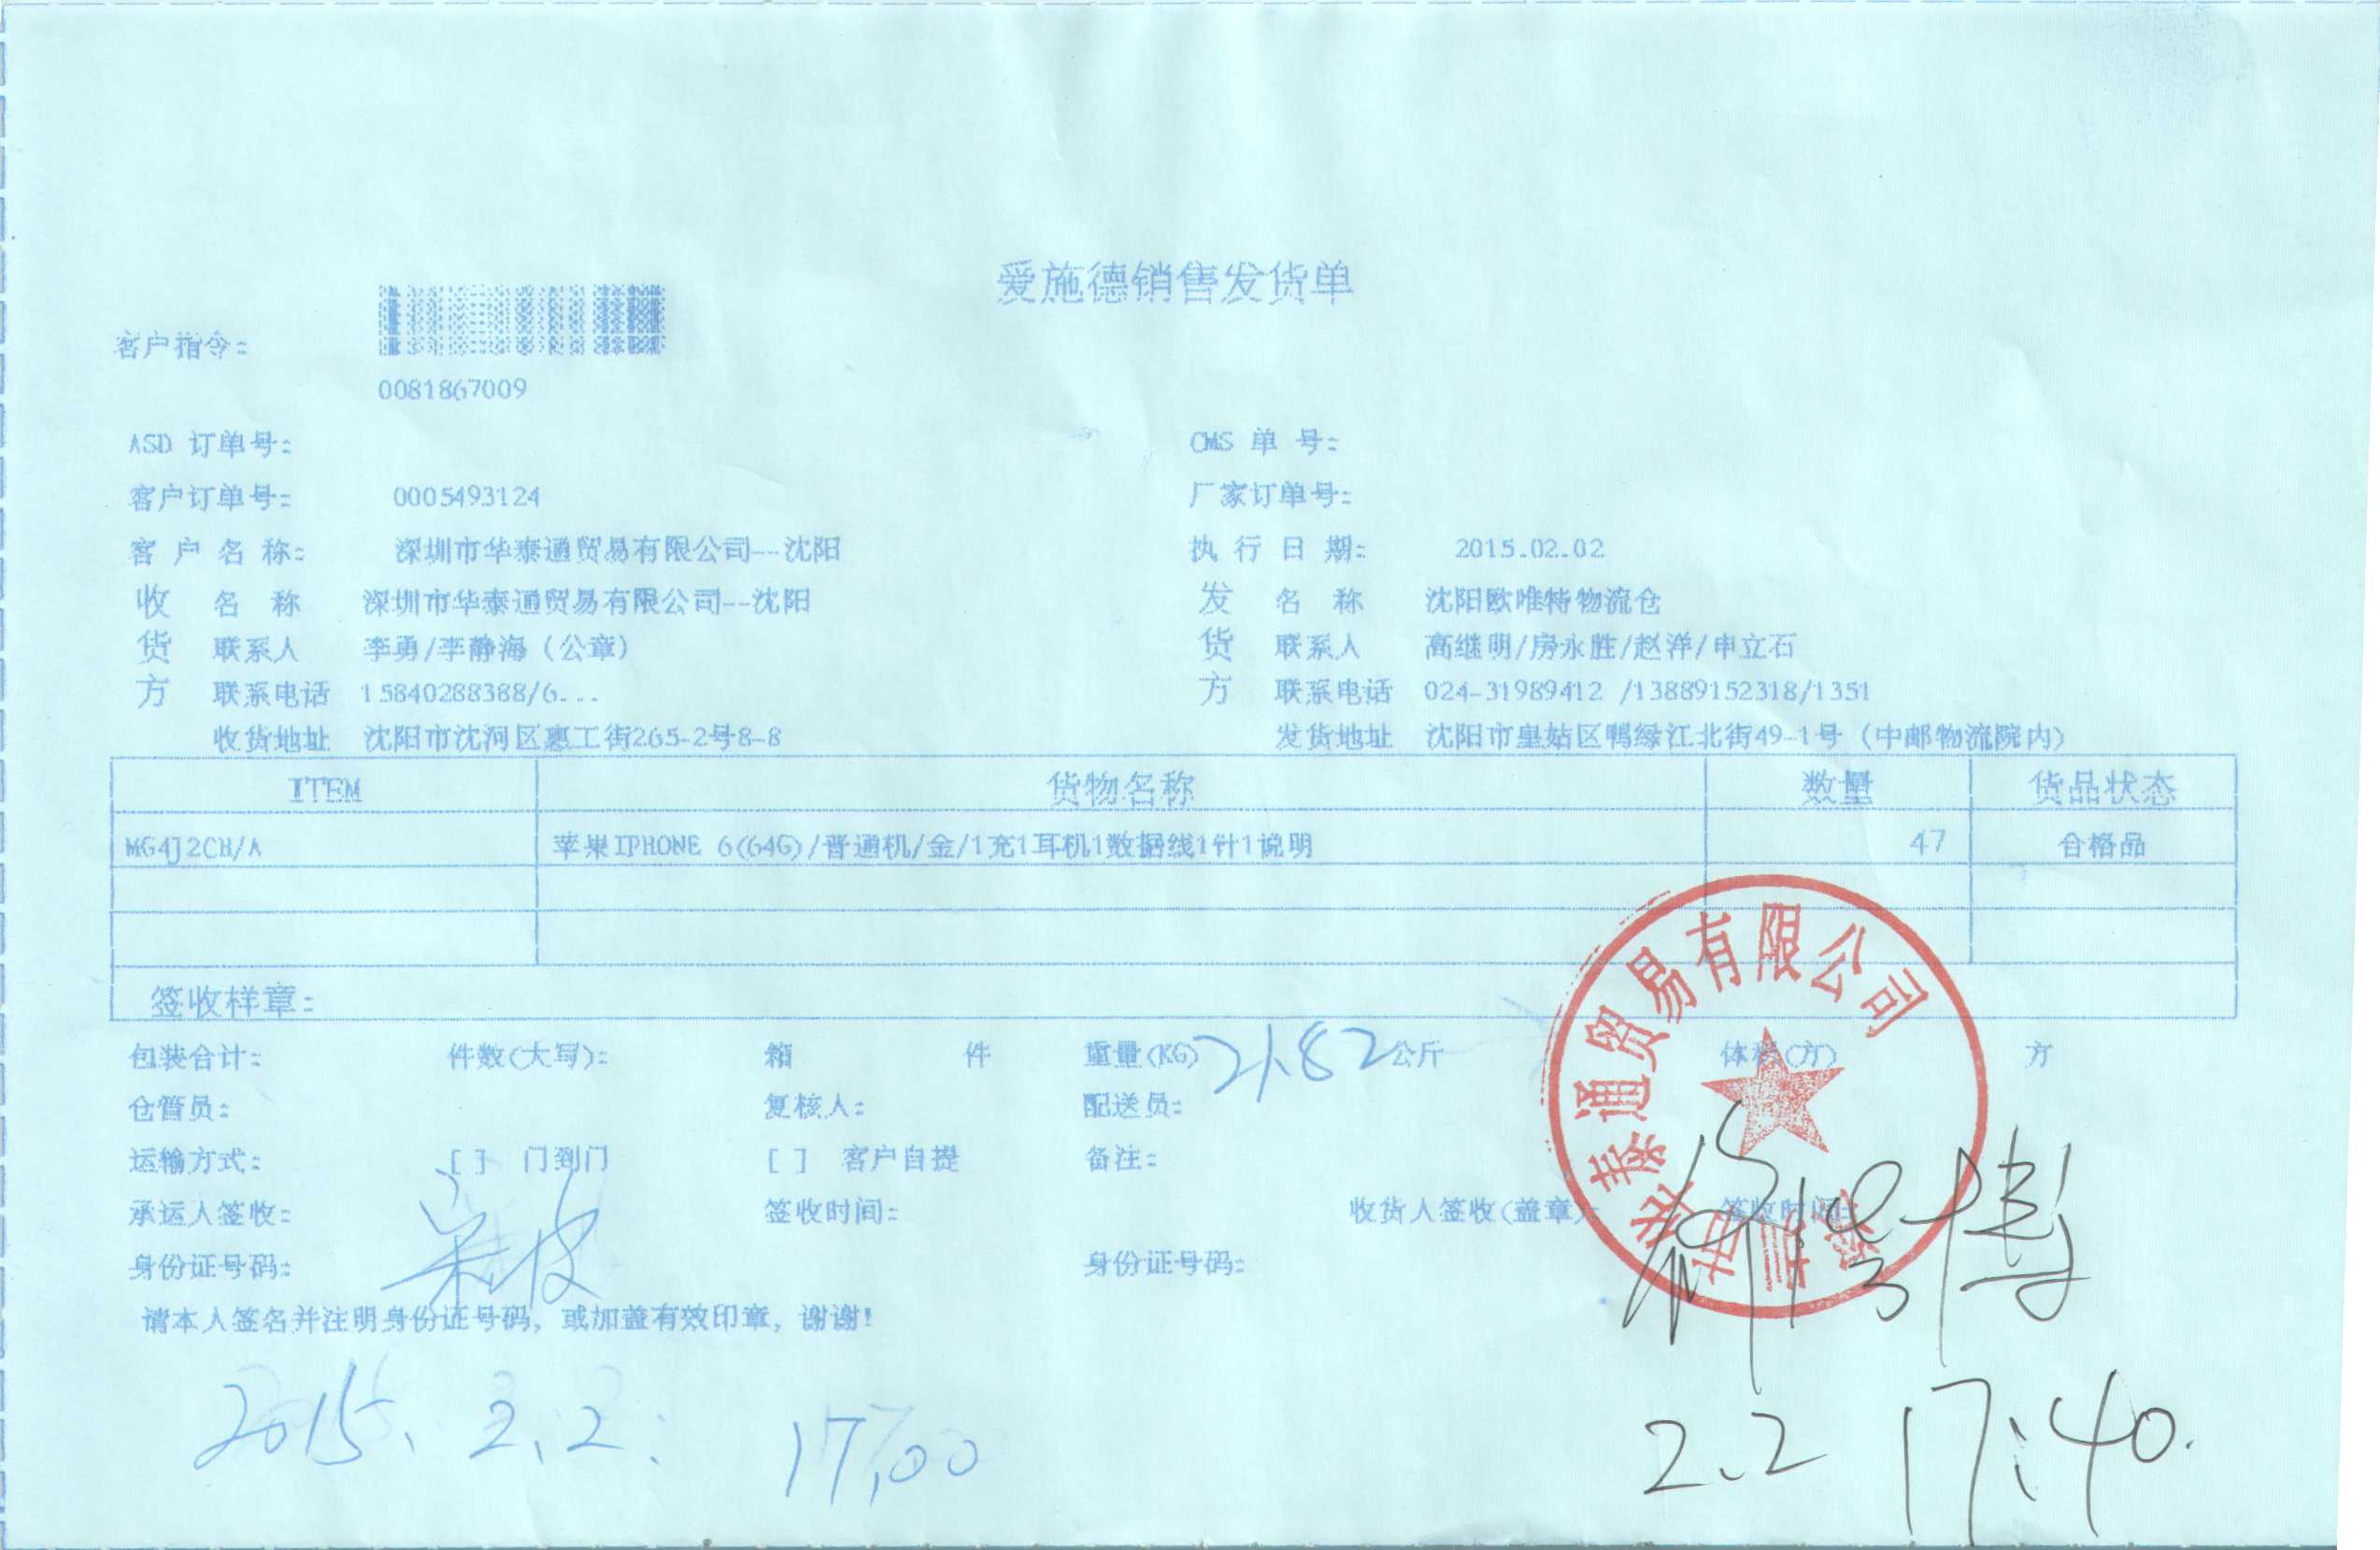 爱施德销售发货单
客户指令:
0081867009
ASD 订单号: CMS 单 号:
客户订单号: 0005493124 厂家订单号:
客 户 名 称: 深圳市华泰通贸易有限公司--沈阳 执 行 日 期: 2015.02.02
收 名 称 深圳市华泰通贸易有限公司--沈阳 发 名 称 沈阳欧唯特物流仓
货 联系人 李勇/李静海（公章） 货 联系人 高继明/房永胜/赵洋/申立石
方 联系电话 15840288388/6... 方 联系电话 024-31989412 /13889152318/1351
收货地址 沈阳市沈河区惠工街265-2号8-8 发货地址 沈阳市皇姑区鸭绿江北街49-1号（中邮物流院内）
ITEM 货物名称 数量 货品状态
MG4J2CH/A 苹果IPHONE 6(64G)/普通机/金/1充1耳机1数据线1针1说明 47 合格品
签收样章:
包装合计: 件数(大写): 箱 件 重量(KG) 21.82 公斤 体积(方) 方
仓管员: 复核人: 配送员:
运输方式: [ ] 门到门 [ ] 客户自提 备注:
承运人签收: 签收时间: 收货人签收(盖章) 签收时间:
身份证号码: 身份证号码:
请本人签名并注明身份证号码，或加盖有效印章，谢谢!
2015.2.2. 17:00
2.2 17:40.
华泰通贸易有限公司